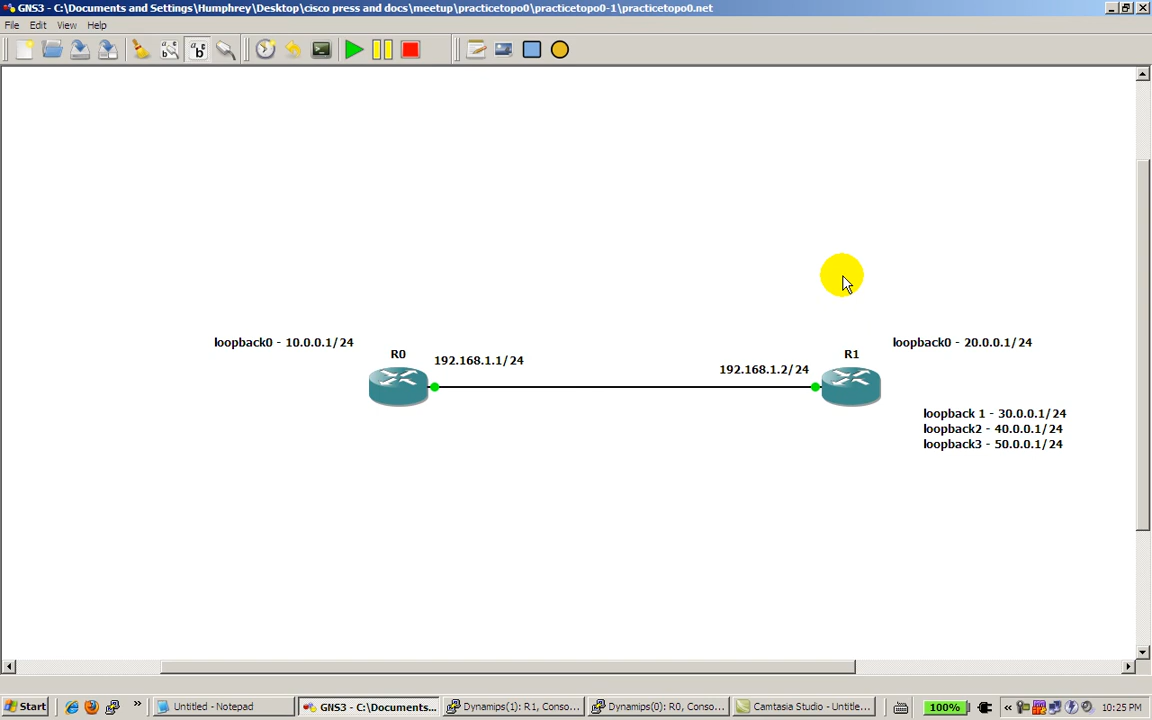 GNS3 - C:\Documents and Settings\Humphrey\Desktop\cisco press and docs\meetup\practicetopo0\practicetopo0-1\practicetopo0.net
File Edit View Help
loopback0 - 10.0.0.1/24
loopback0 - 20.0.0.1/24
R0
R1
192.168.1.1/24
192.168.1.2/24
loopback 1 - 30.0.0.1/24
loopback2 - 40.0.0.1/24
loopback3 - 50.0.0.1/24
Start » Untitled - Notepad GNS3 - C:\Documents... Dynamips(1): R1, Conso... Dynamips(0): R0, Conso... Camtasia Studio - Untitle... 100% « 10:25 PM